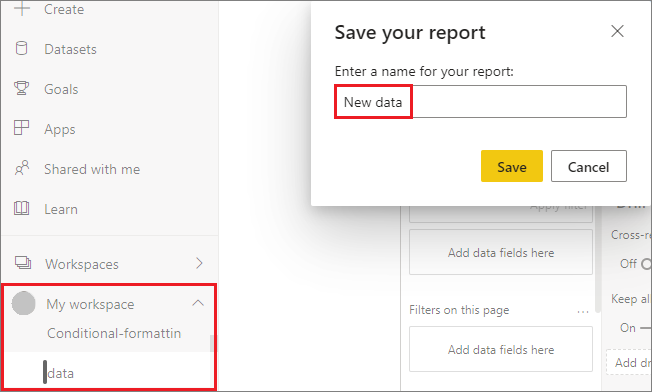 Create
Datasets
Goals
Apps
Shared with me
Learn
Workspaces
My workspace
Conditional-formattin
data
Save your report
Enter a name for your report:
New data
Save
Cancel
Apply filter
Add data fields here
Filters on this page
...
Add data fields here
Cross-re
Off
Keep al
On
Add dr